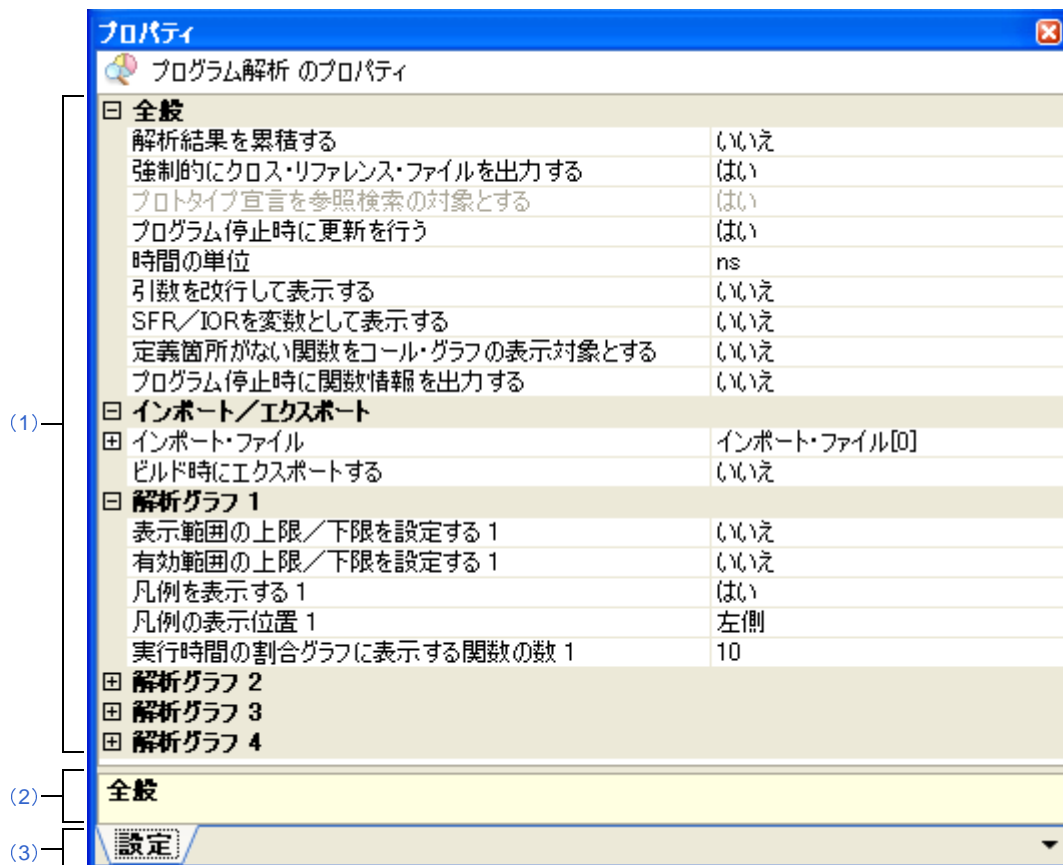 プロパティ
プログラム解析 のプロパティ
全般
解析結果を累積する いいえ
強制的にクロス・リファレンス・ファイルを出力する はい
プロトタイプ宣言を参照検索の対象とする はい
プログラム停止時に更新を行う はい
時間の単位 ns
引数を改行して表示する いいえ
SFR／IORを変数として表示する いいえ
定義箇所がない関数をコール・グラフの表示対象とする いいえ
プログラム停止時に関数情報を出力する いいえ
(1)
インポート／エクスポート
インポート・ファイル インポート・ファイル[0]
ビルド時にエクスポートする いいえ
解析グラフ 1
表示範囲の上限／下限を設定する 1 いいえ
有効範囲の上限／下限を設定する 1 いいえ
凡例を表示する 1 はい
凡例の表示位置 1 左側
実行時間の割合グラフに表示する関数の数 1 10
解析グラフ 2
解析グラフ 3
解析グラフ 4
(2)
全般
(3)
設定